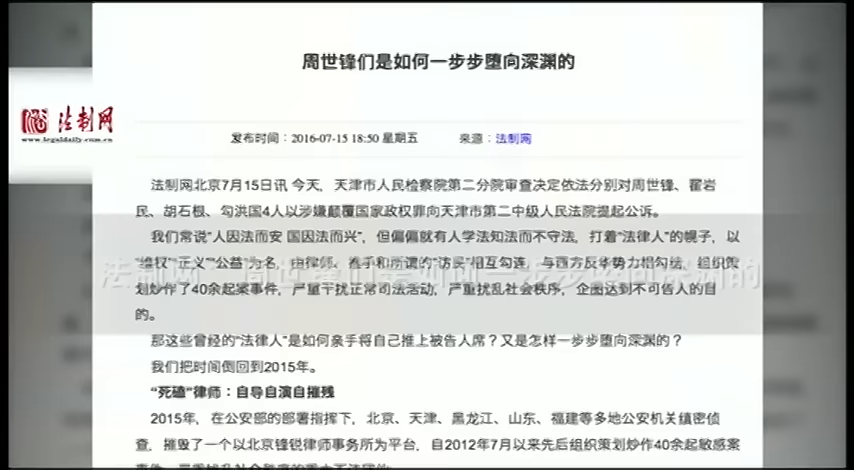 周世锋们是如何一步步堕向深渊的
法制网
www.legaldaily.com.cn
发布时间：2016-07-15 18:50 星期五 来源：法制网
法制网北京7月15日讯 今天，天津市人民检察院第二分院审查决定依法分别对周世锋、翟岩
民、胡石根、勾洪国4人以涉嫌颠覆国家政权罪向天津市第二中级人民法院提起公诉。
我们常说“人因法而安 国因法而兴”，但偏偏就有人学法知法而不守法，打着“法律人”的幌子，以
“维权”“正义”“公益”为名，由律师、推手和所谓的“访民”相互勾连，与西方反华势力相勾结，组织策
划炒作了40余起案事件，严重干扰正常司法活动，严重扰乱社会秩序，企图达到不可告人的目
的。
法制网 周世锋们是如何一步步堕向深渊的
那这些曾经的“法律人”是如何亲手将自己推上被告人席？又是怎样一步步堕向深渊的？
我们把时间倒回到2015年。
“死磕”律师：自导自演自摧残
2015年，在公安部的部署指挥下，北京、天津、黑龙江、山东、福建等多地公安机关缜密侦
查，摧毁了一个以北京锋锐律师事务所为平台，自2012年7月以来先后组织策划炒作40余起敏感案